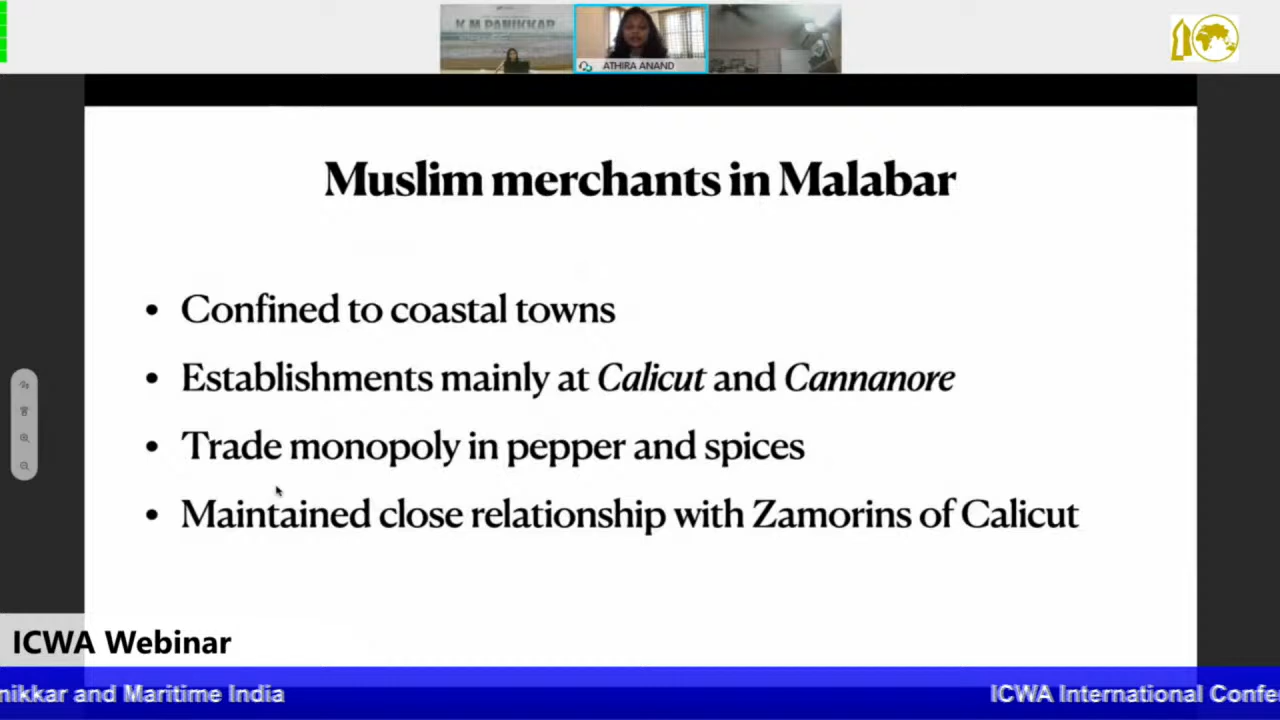 K M PANIKKAR
ATHIRA ANAND
Muslim merchants in Malabar
• Confined to coastal towns
• Establishments mainly at Calicut and Cannanore
• Trade monopoly in pepper and spices
• Maintained close relationship with Zamorins of Calicut
ICWA Webinar
nikkar and Maritime India
ICWA International Confe